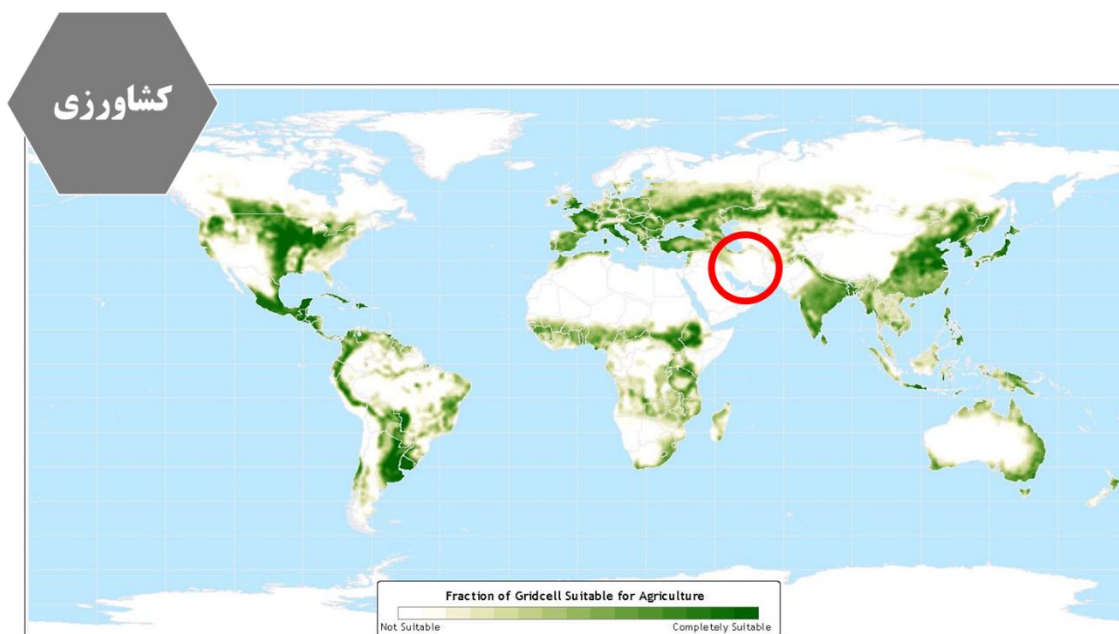 کشاورزی
Fraction of Gridcell Suitable for Agriculture
Not Suitable
Completely Suitable